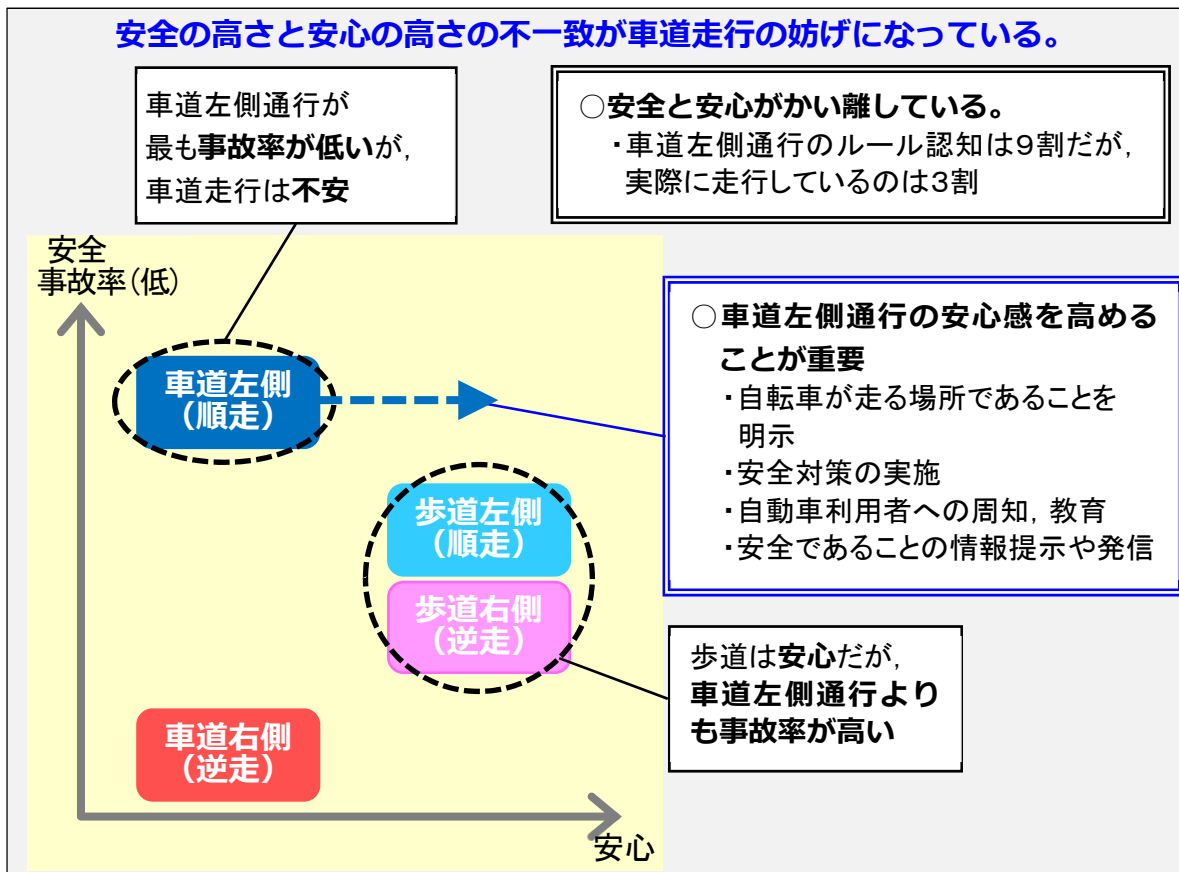 安全の高さと安心の高さの不一致が車道走行の妨げになっている。
車道左側通行が
最も事故率が低いが，
車道走行は不安
○安全と安心がかい離している。
・車道左側通行のルール認知は９割だが，
実際に走行しているのは３割
安全
事故率（低）
車道左側
（順走）
○車道左側通行の安心感を高める
ことが重要
・自転車が走る場所であることを
明示
・安全対策の実施
・自動車利用者への周知，教育
・安全であることの情報提示や発信
歩道左側
（順走）
歩道右側
（逆走）
歩道は安心だが，
車道左側通行より
も事故率が高い
車道右側
（逆走）
安心